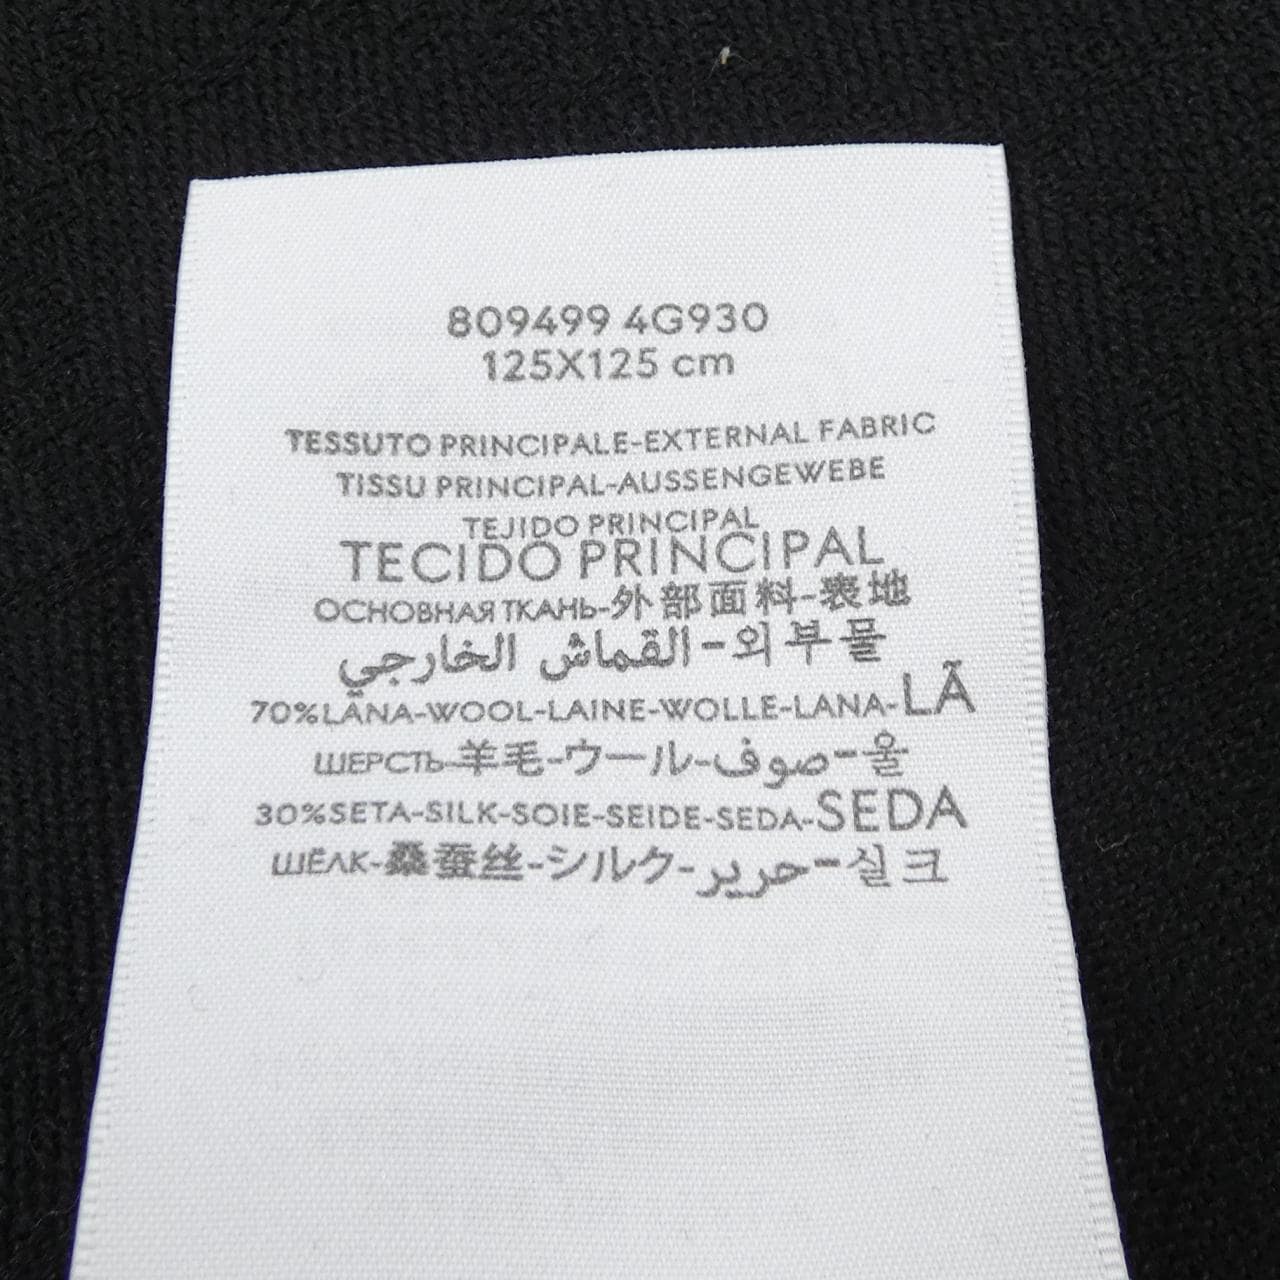 809499 4G930
125X125 cm
TESSUTO PRINCIPALE-EXTERNAL FABRIC
TISSU PRINCIPAL-AUSSENGEWEBE
TEJIDO PRINCIPAL
TECIDO PRINCIPAL
ОСНОВНАЯ ТКАНЬ-外部面料-表地
القماش الخارجي-외부물
70%LANA-WOOL-LAINE-WOLLE-LANA-LÃ
ШЕРСТЬ-羊毛-ウール-صوف-울
30%SETA-SILK-SOIE-SEIDE-SEDA-SEDA
ШЁЛК-桑蚕丝-シルク-حرير-실크